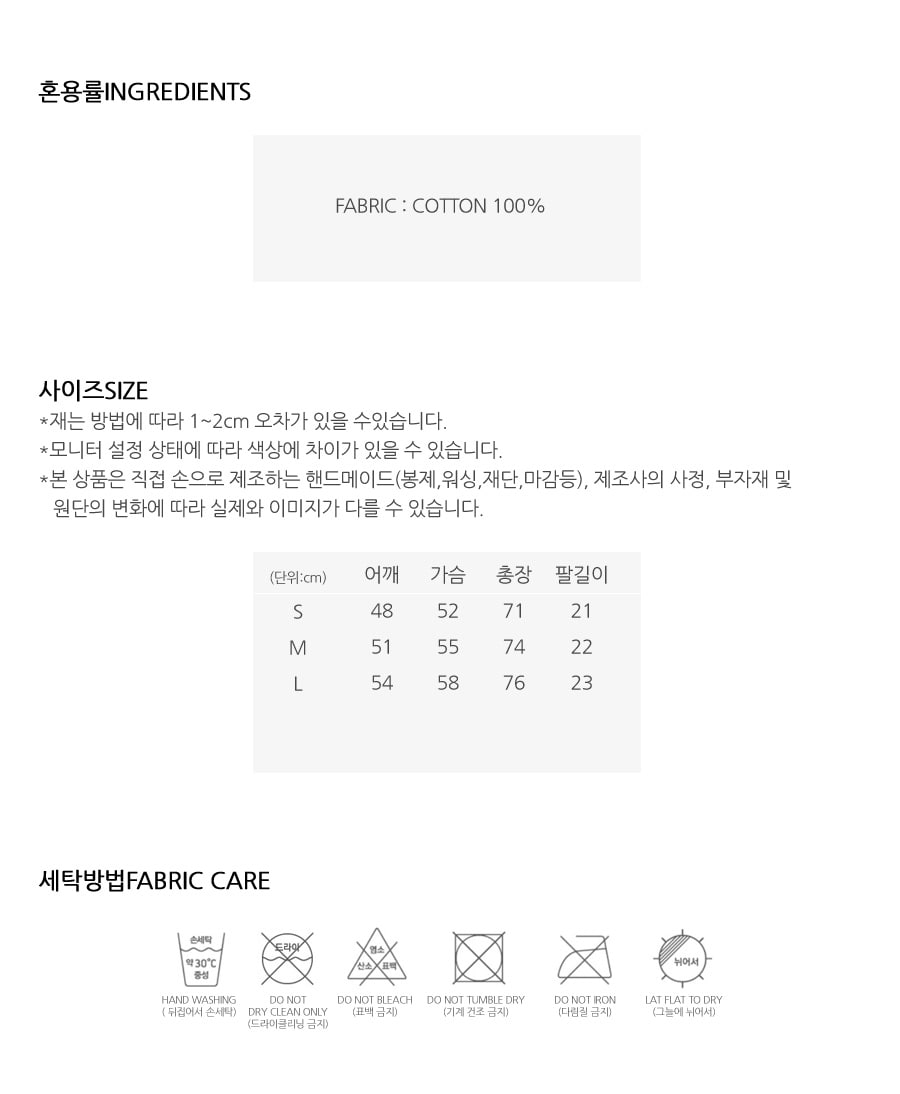 혼용률INGREDIENTS
FABRIC : COTTON 100%
사이즈SIZE
*재는 방법에 따라 1~2cm 오차가 있을 수있습니다.
*모니터 설정 상태에 따라 색상에 차이가 있을 수 있습니다.
*본 상품은 직접 손으로 제조하는 핸드메이드(봉제,워싱,재단,마감등), 제조사의 사정, 부자재 및
원단의 변화에 따라 실제와 이미지가 다를 수 있습니다.
(단위:cm) 어깨 가슴 총장 팔길이
S 48 52 71 21
M 51 55 74 22
L 54 58 76 23
세탁방법FABRIC CARE
손세탁
약 30℃
중성
HAND WASHING
( 뒤집어서 손세탁)
드라이
DO NOT
DRY CLEAN ONLY
(드라이클리닝 금지)
염소
산소 표백
DO NOT BLEACH
(표백 금지)
DO NOT TUMBLE DRY
(기계 건조 금지)
DO NOT IRON
(다림질 금지)
뉘어서
LAT FLAT TO DRY
(그늘에 뉘어서)